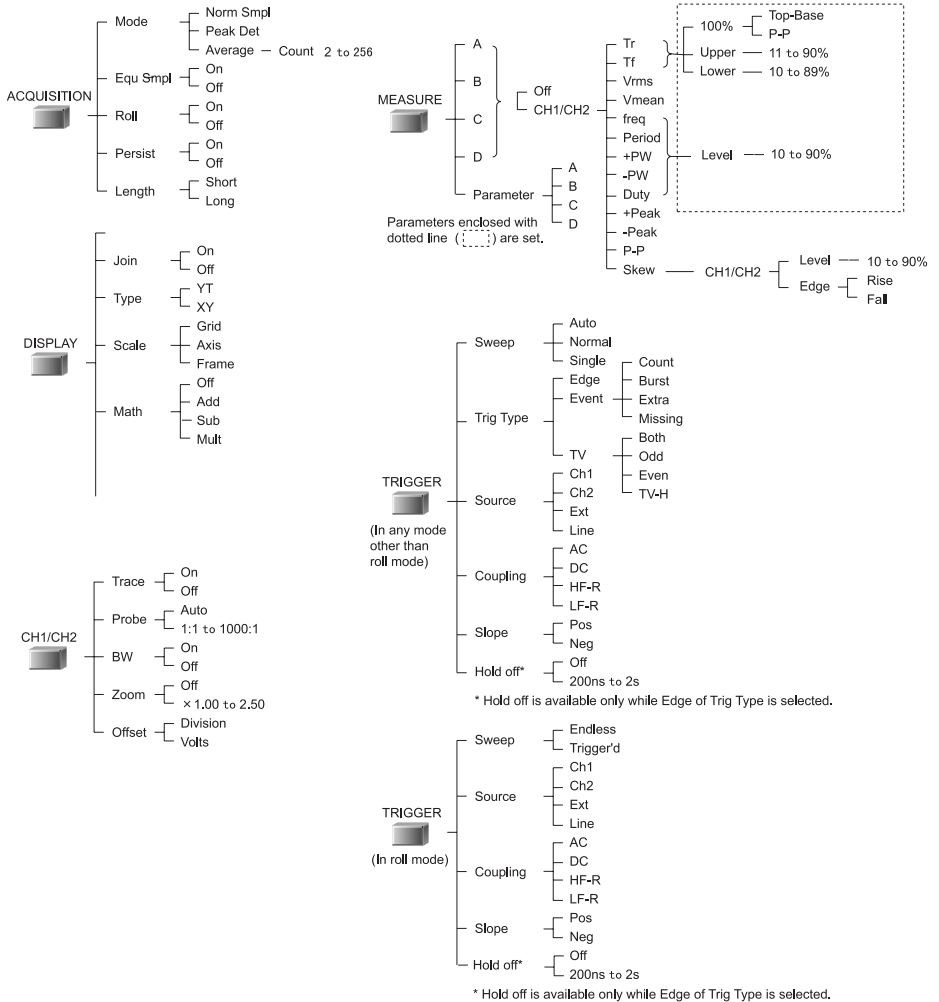 ACQUISITION
Mode
Norm Smpl
Peak Det
Average
Count 2 to 256
Equ Smpl
On
Off
Roll
On
Off
Persist
On
Off
Length
Short
Long
DISPLAY
Join
On
Off
Type
YT
XY
Scale
Grid
Axis
Frame
Math
Off
Add
Sub
Mult
CH1/CH2
Trace
On
Off
Probe
Auto
1:1 to 1000:1
BW
On
Off
Zoom
Off
×1.00 to 2.50
Offset
Division
Volts
MEASURE
A
B
C
D
Off
CH1/CH2
Parameter
A
B
C
D
Parameters enclosed with
dotted line ( ) are set.
Tr
Tf
Vrms
Vmean
freq
Period
+PW
-PW
Duty
+Peak
-Peak
P-P
Skew
100%
Top-Base
P-P
Upper
11 to 90%
Lower
10 to 89%
Level
10 to 90%
CH1/CH2
Level
10 to 90%
Edge
Rise
Fall
TRIGGER
(In any mode
other than
roll mode)
Sweep
Auto
Normal
Single
Trig Type
Edge
Event
Count
Burst
Extra
Missing
TV
Both
Odd
Even
TV-H
Source
Ch1
Ch2
Ext
Line
Coupling
AC
DC
HF-R
LF-R
Slope
Pos
Neg
Hold off*
Off
200ns to 2s
* Hold off is available only while Edge of Trig Type is selected.
TRIGGER
(In roll mode)
Sweep
Endless
Trigger'd
Source
Ch1
Ch2
Ext
Line
Coupling
AC
DC
HF-R
LF-R
Slope
Pos
Neg
Hold off*
Off
200ns to 2s
* Hold off is available only while Edge of Trig Type is selected.